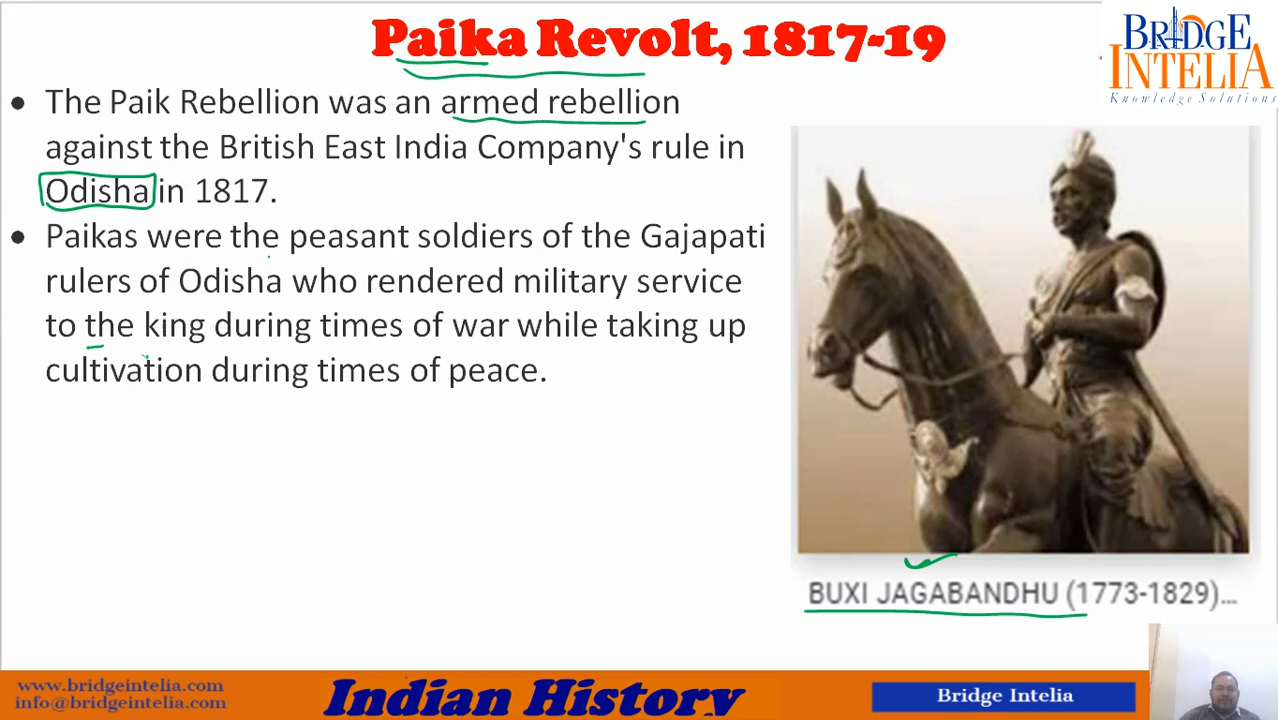 Paika Revolt, 1817-19
BRIDGE
INTELIA
Knowledge Solutions
• The Paik Rebellion was an armed rebellion
against the British East India Company's rule in
Odisha in 1817.
• Paikas were the peasant soldiers of the Gajapati
rulers of Odisha who rendered military service
to the king during times of war while taking up
cultivation during times of peace.
BUXI JAGABANDHU (1773-1829)...
www.bridgeintelia.com
info@bridgeintelia.com
Indian History
Bridge Intelia